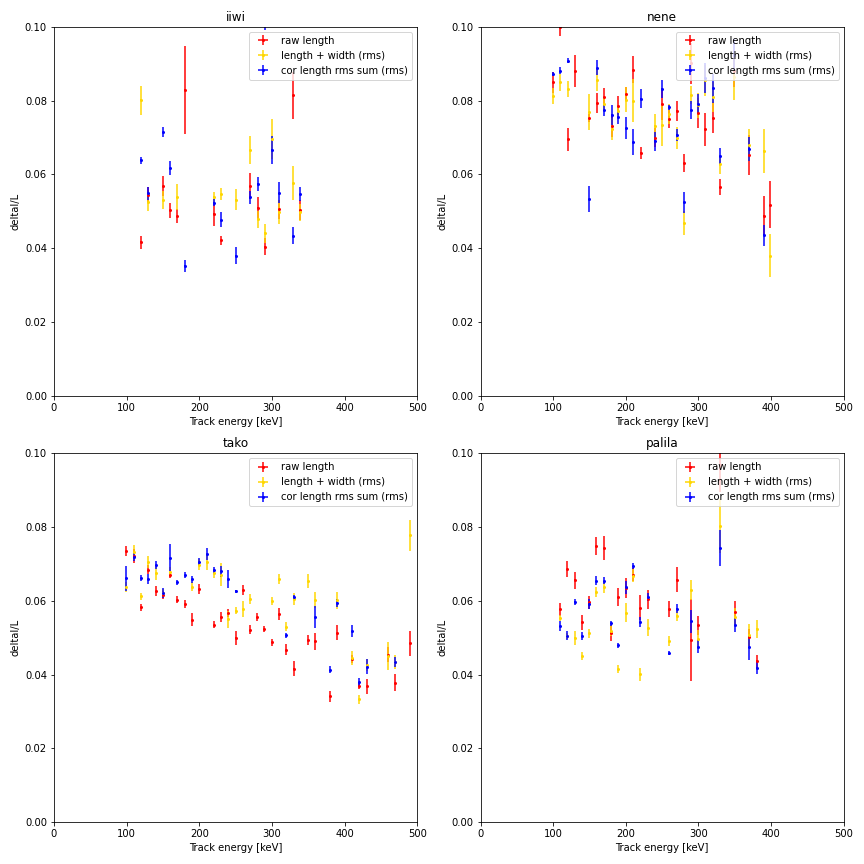 iiwi
raw length
length + width (rms)
cor length rms sum (rms)
0.10
0.08
0.06
0.04
0.02
0.00
deltal/L
0 100 200 300 400 500
Track energy [keV]
nene
raw length
length + width (rms)
cor length rms sum (rms)
0.10
0.08
0.06
0.04
0.02
0.00
deltal/L
0 100 200 300 400 500
Track energy [keV]
tako
raw length
length + width (rms)
cor length rms sum (rms)
0.10
0.08
0.06
0.04
0.02
0.00
deltal/L
0 100 200 300 400 500
Track energy [keV]
palila
raw length
length + width (rms)
cor length rms sum (rms)
0.10
0.08
0.06
0.04
0.02
0.00
deltal/L
0 100 200 300 400 500
Track energy [keV]